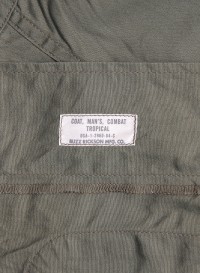 COAT, MAN'S, COMBAT
TROPICAL
BUZZ RICKSON MFG. CO.